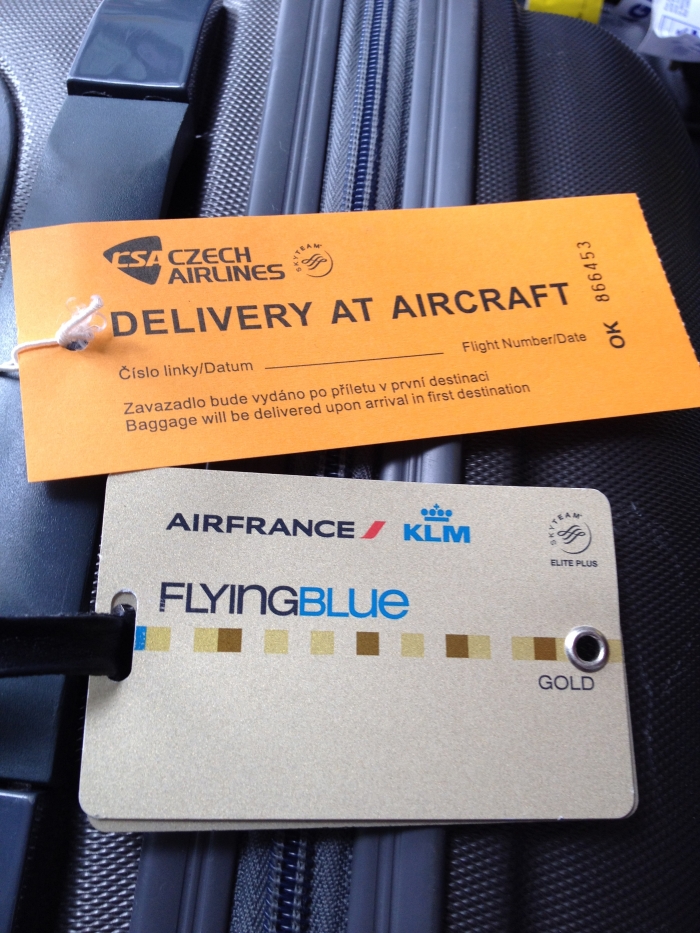 CSA CZECH
AIRLINES
SKYTEAM
DELIVERY AT AIRCRAFT
Číslo linky/Datum Flight Number/Date
Zavazadlo bude vydáno po příletu v první destinaci
Baggage will be delivered upon arrival in first destination
OK 866453
AIRFRANCE KLM
SKYTEAM
ELITE PLUS
FLYINGBLUE
GOLD